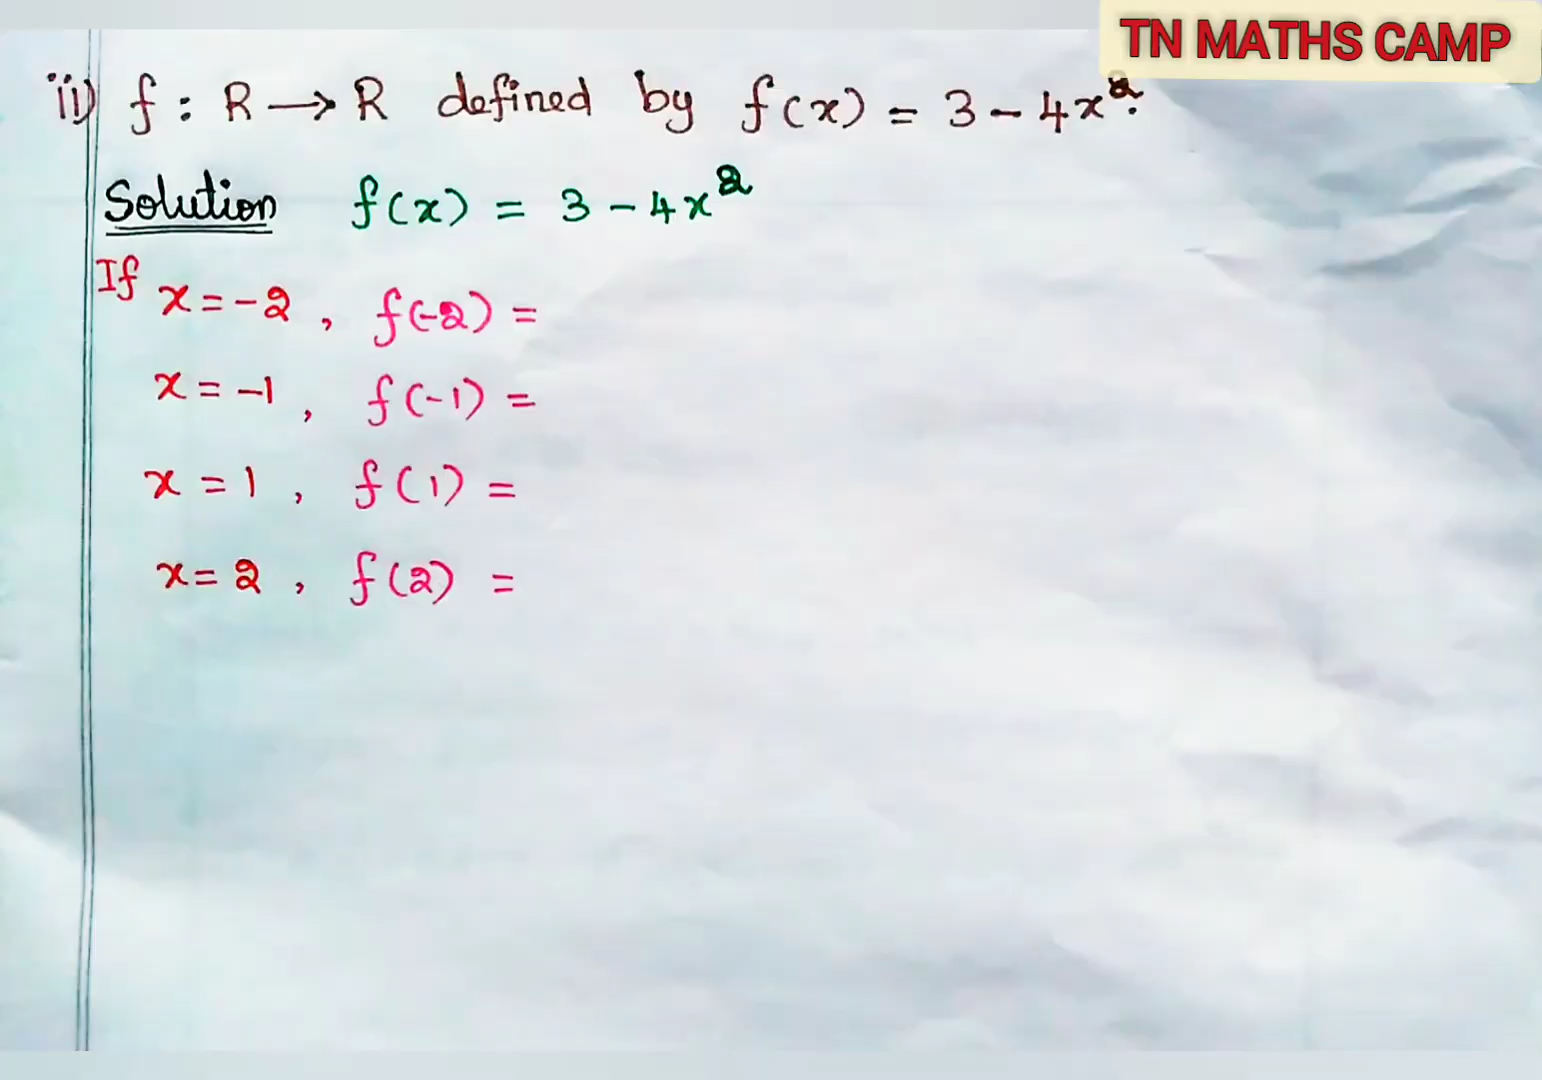 TN MATHS CAMP
ii) f : R → R defined by f(x) = 3 - 4x².
Solution f(x) = 3 - 4x²
If x = -2 , f(-2) =
x = -1 , f(-1) =
x = 1 , f(1) =
x = 2 , f(2) =